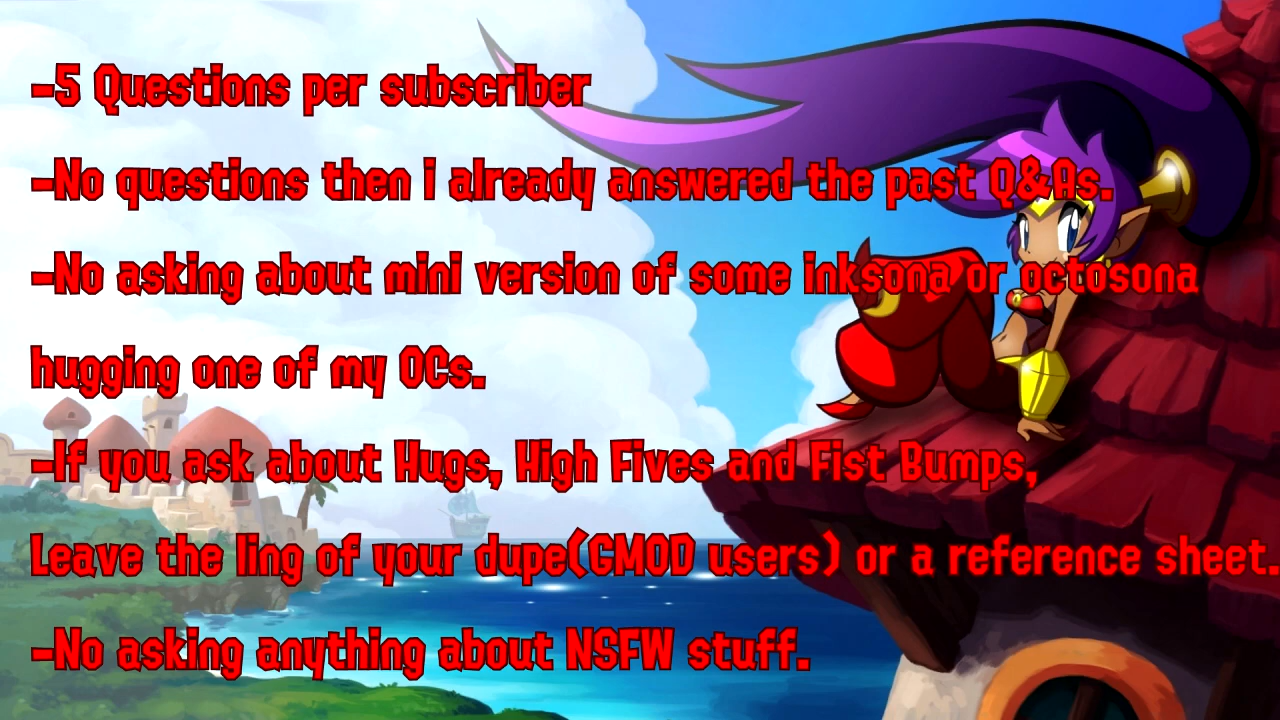 -5 Questions per subscriber
-No questions then i already answered the past Q&As.
-No asking about mini version of some inksona or octosona
hugging one of my OCs.
-If you ask about Hugs, High Fives and Fist Bumps,
Leave the ling of your dupe(GMOD users) or a reference sheet.
-No asking anything about NSFW stuff.